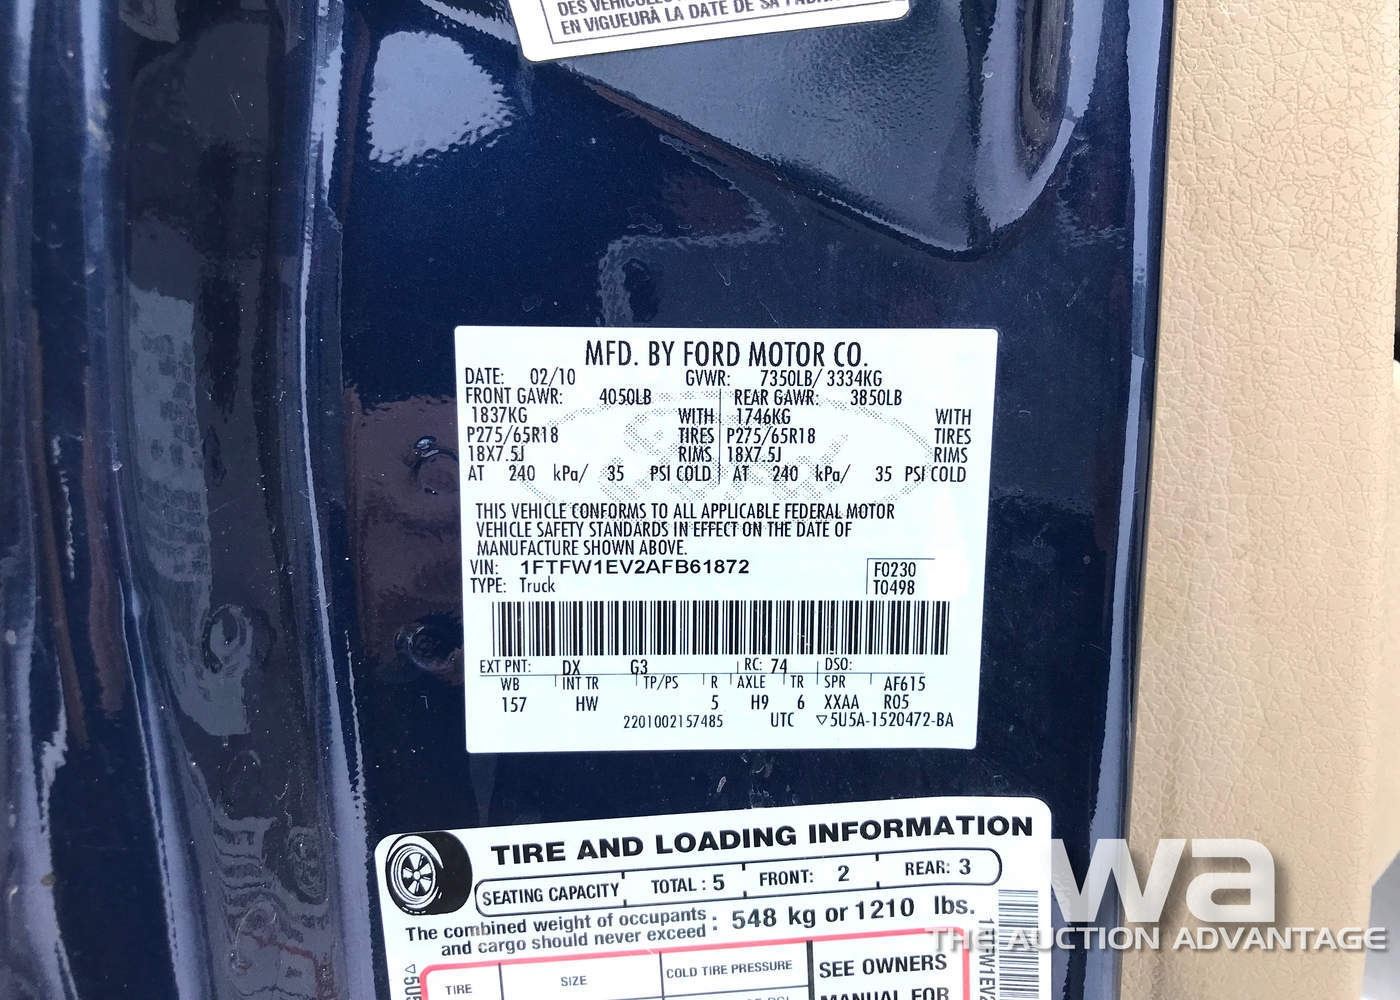 DES VÉHICULES
EN VIGUEURÀ LA DATE DE SA
MFD. BY FORD MOTOR CO.
DATE: 02/10 GVWR: 7350LB/ 3334KG
FRONT GAWR: 4050LB REAR GAWR: 3850LB
1837KG WITH 1746KG WITH
P275/65R18 TIRES P275/65R18 TIRES
18X7.5J RIMS 18X7.5J RIMS
AT 240 kPa/ 35 PSI COLD AT 240 kPa/ 35 PSI COLD
THIS VEHICLE CONFORMS TO ALL APPLICABLE FEDERAL MOTOR
VEHICLE SAFETY STANDARDS IN EFFECT ON THE DATE OF
MANUFACTURE SHOWN ABOVE.
VIN: 1FTFW1EV2AFB61872 F0230
TYPE: Truck T0498
EXT PNT: DX G3 RC: 74 DSO:
WB INT TR TP/PS R AXLE TR SPR AF615
157 HW 5 H9 6 XXAA R05
2201002157485 UTC ▽5U5A-1520472-BA
TIRE AND LOADING INFORMATION
SEATING CAPACITY TOTAL : 5 FRONT: 2 REAR: 3
The combined weight of occupants
and cargo should never exceed : 548 kg or 1210 lbs.
TIRE SIZE COLD TIRE PRESSURE SEE OWNERS
MANUAL FOR
wa
THE AUCTION ADVANTAGE